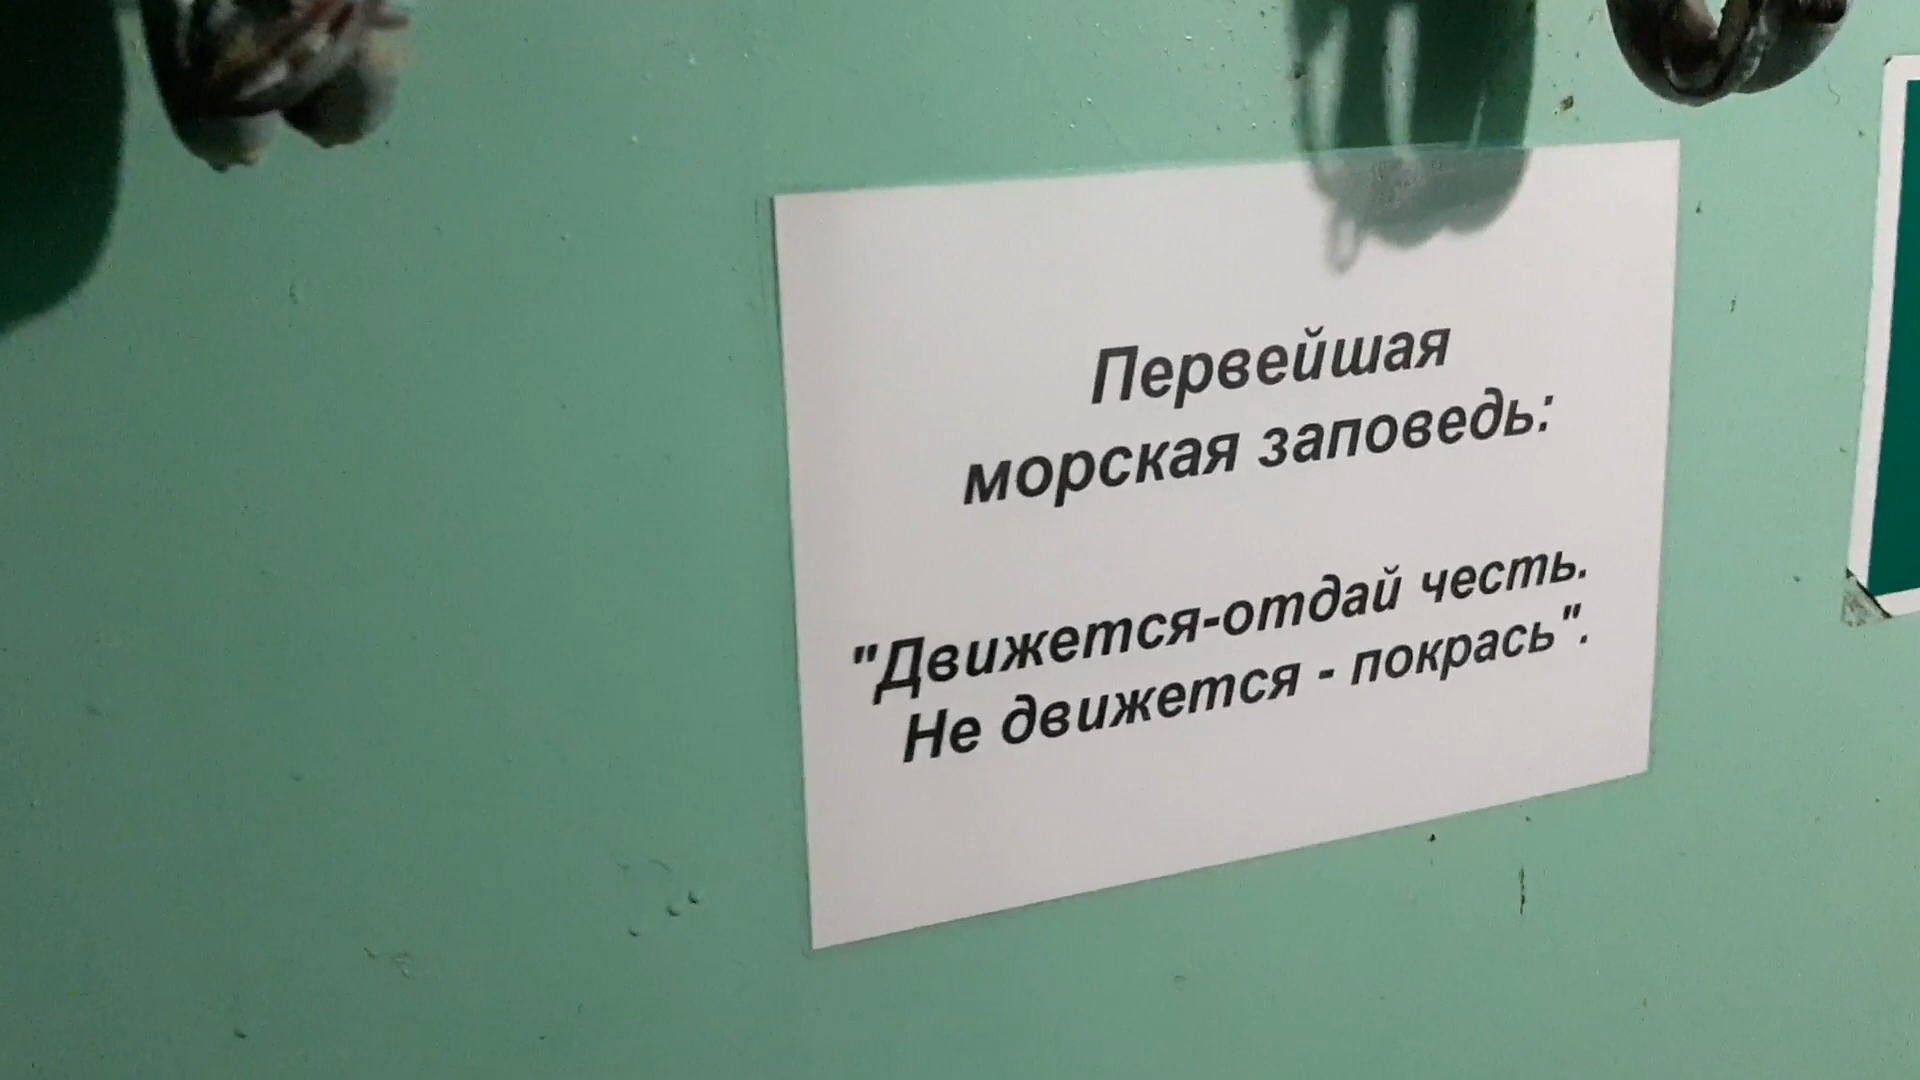 Первейшая
морская заповедь:
"Движется-отдай честь.
Не движется - покрась".